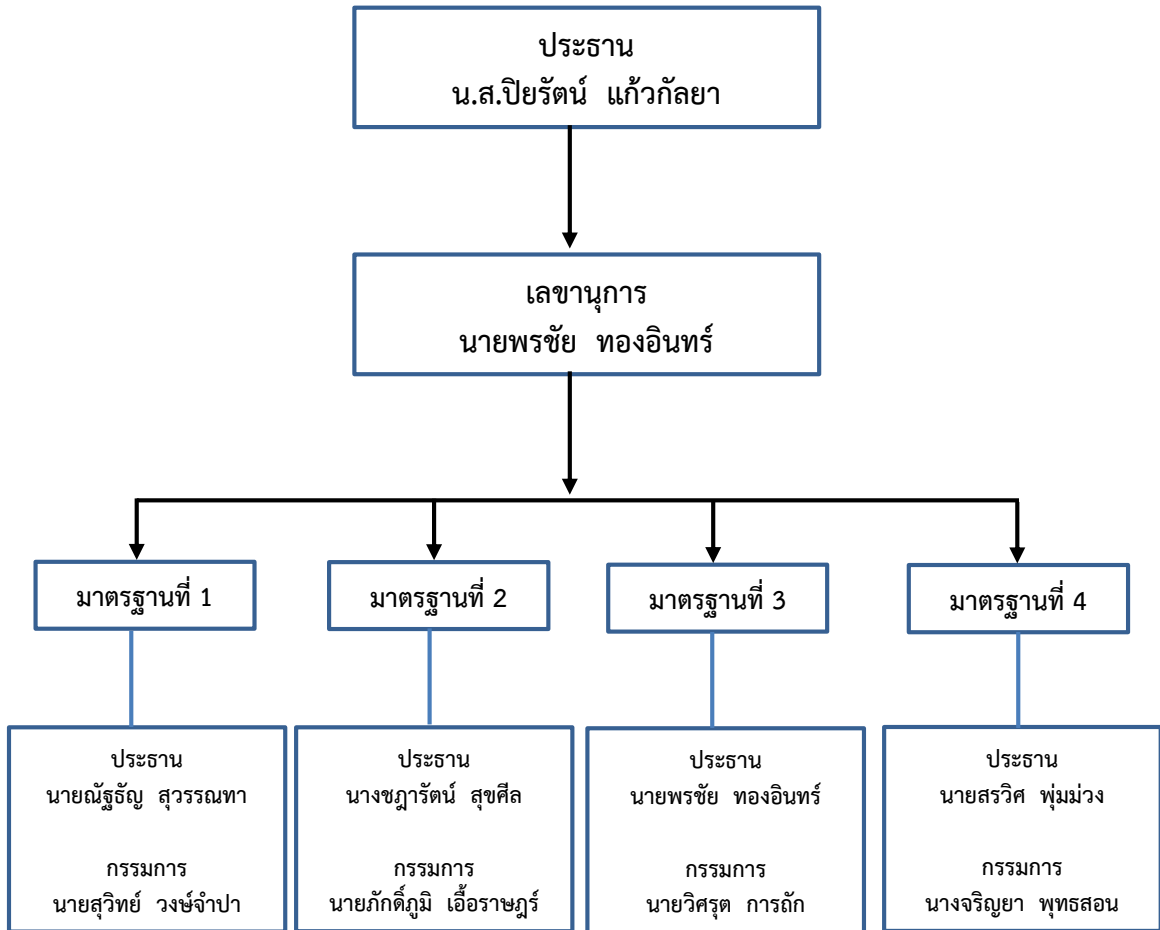 ประธาน
น.ส.ปิยรัตน์ แก้วกัลยา
เลขานุการ
นายพรชัย ทองอินทร์
มาตรฐานที่ 1
มาตรฐานที่ 2
มาตรฐานที่ 3
มาตรฐานที่ 4
ประธาน
นายณัฐธัญ สุวรรณทา
กรรมการ
นายสุวิทย์ วงษ์จำปา
ประธาน
นางชฎารัตน์ สุขศีล
กรรมการ
นายภักดิ์ภูมิ เอื้อราษฎร์
ประธาน
นายพรชัย ทองอินทร์
กรรมการ
นายวิศรุต การถัก
ประธาน
นายสรวิศ พุ่มม่วง
กรรมการ
นางจริญยา พุทธสอน